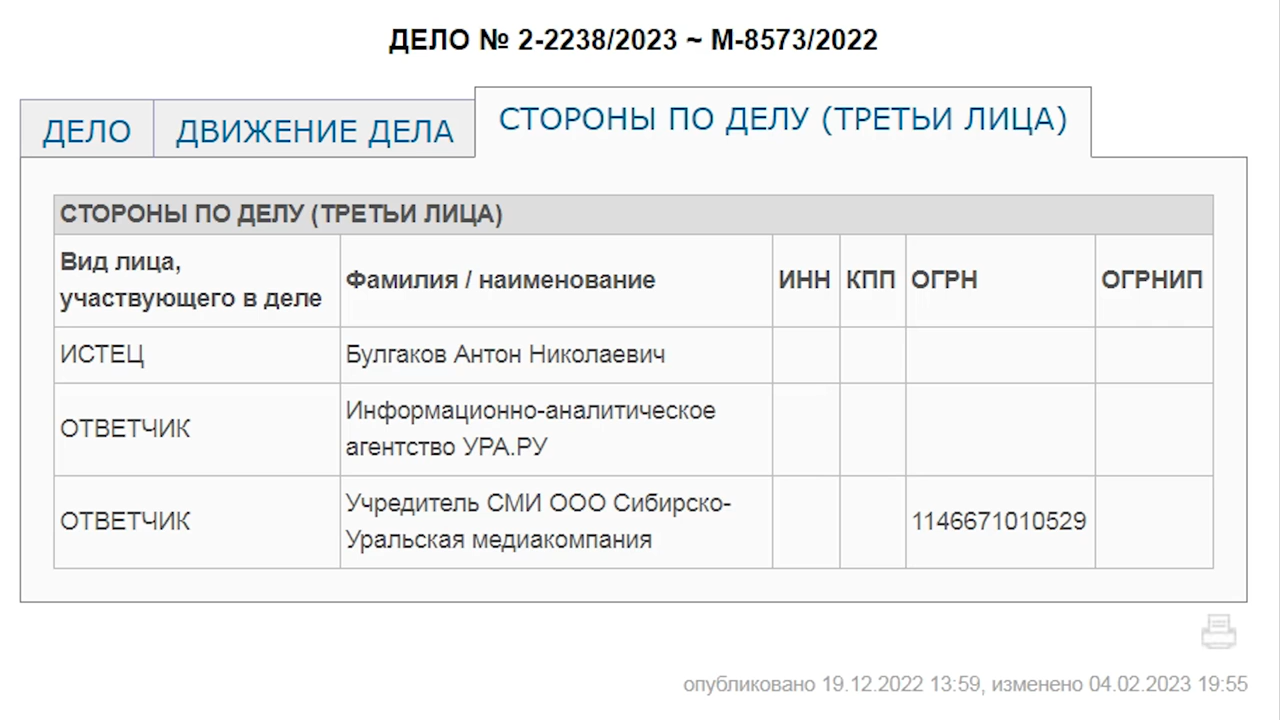 ДЕЛО № 2-2238/2023 ~ М-8573/2022
ДЕЛО
ДВИЖЕНИЕ ДЕЛА
СТОРОНЫ ПО ДЕЛУ (ТРЕТЬИ ЛИЦА)
СТОРОНЫ ПО ДЕЛУ (ТРЕТЬИ ЛИЦА)
Вид лица,
участвующего в деле
Фамилия / наименование
ИНН
КПП
ОГРН
ОГРНИП
ИСТЕЦ
Булгаков Антон Николаевич
ОТВЕТЧИК
Информационно-аналитическое
агентство УРА.РУ
ОТВЕТЧИК
Учредитель СМИ ООО Сибирско-
Уральская медиакомпания
1146671010529
опубликовано 19.12.2022 13:59, изменено 04.02.2023 19:55